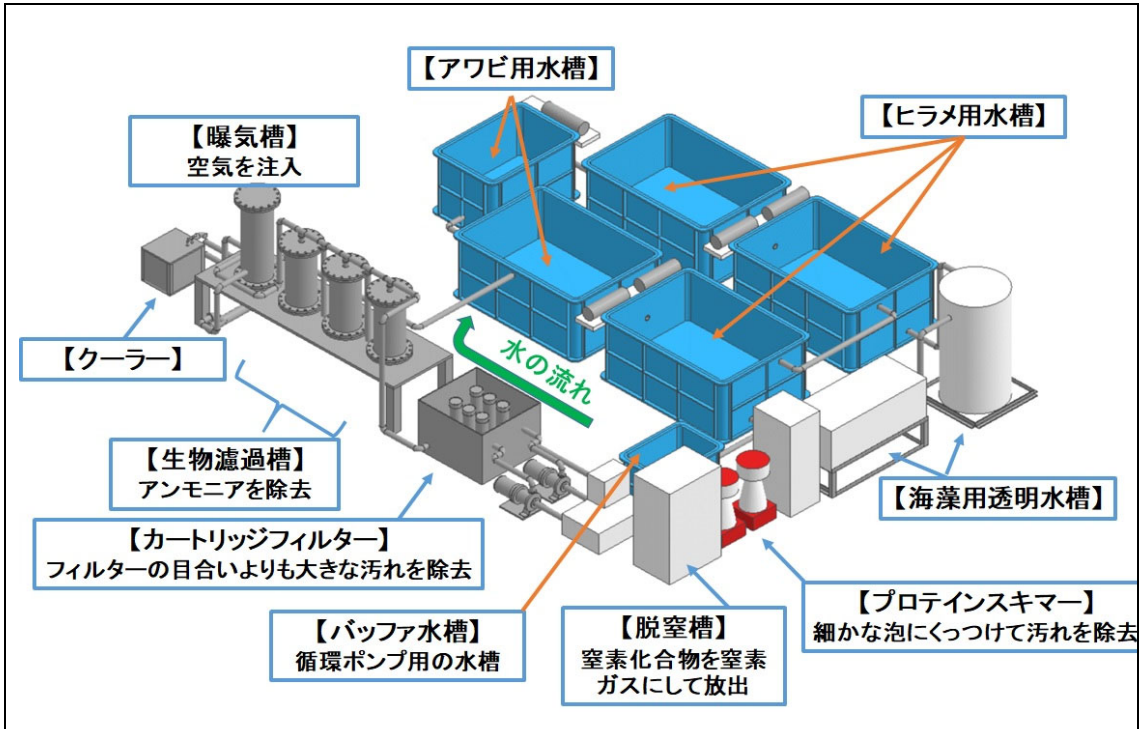 【アワビ用水槽】
【ヒラメ用水槽】
【曝気槽】
空気を注入
【クーラー】
水の流れ
【生物濾過槽】
アンモニアを除去
【海藻用透明水槽】
【カートリッジフィルター】
フィルターの目合いよりも大きな汚れを除去
【プロテインスキマー】
細かな泡にくっつけて汚れを除去
【バッファ水槽】
循環ポンプ用の水槽
【脱窒槽】
窒素化合物を窒素
ガスにして放出